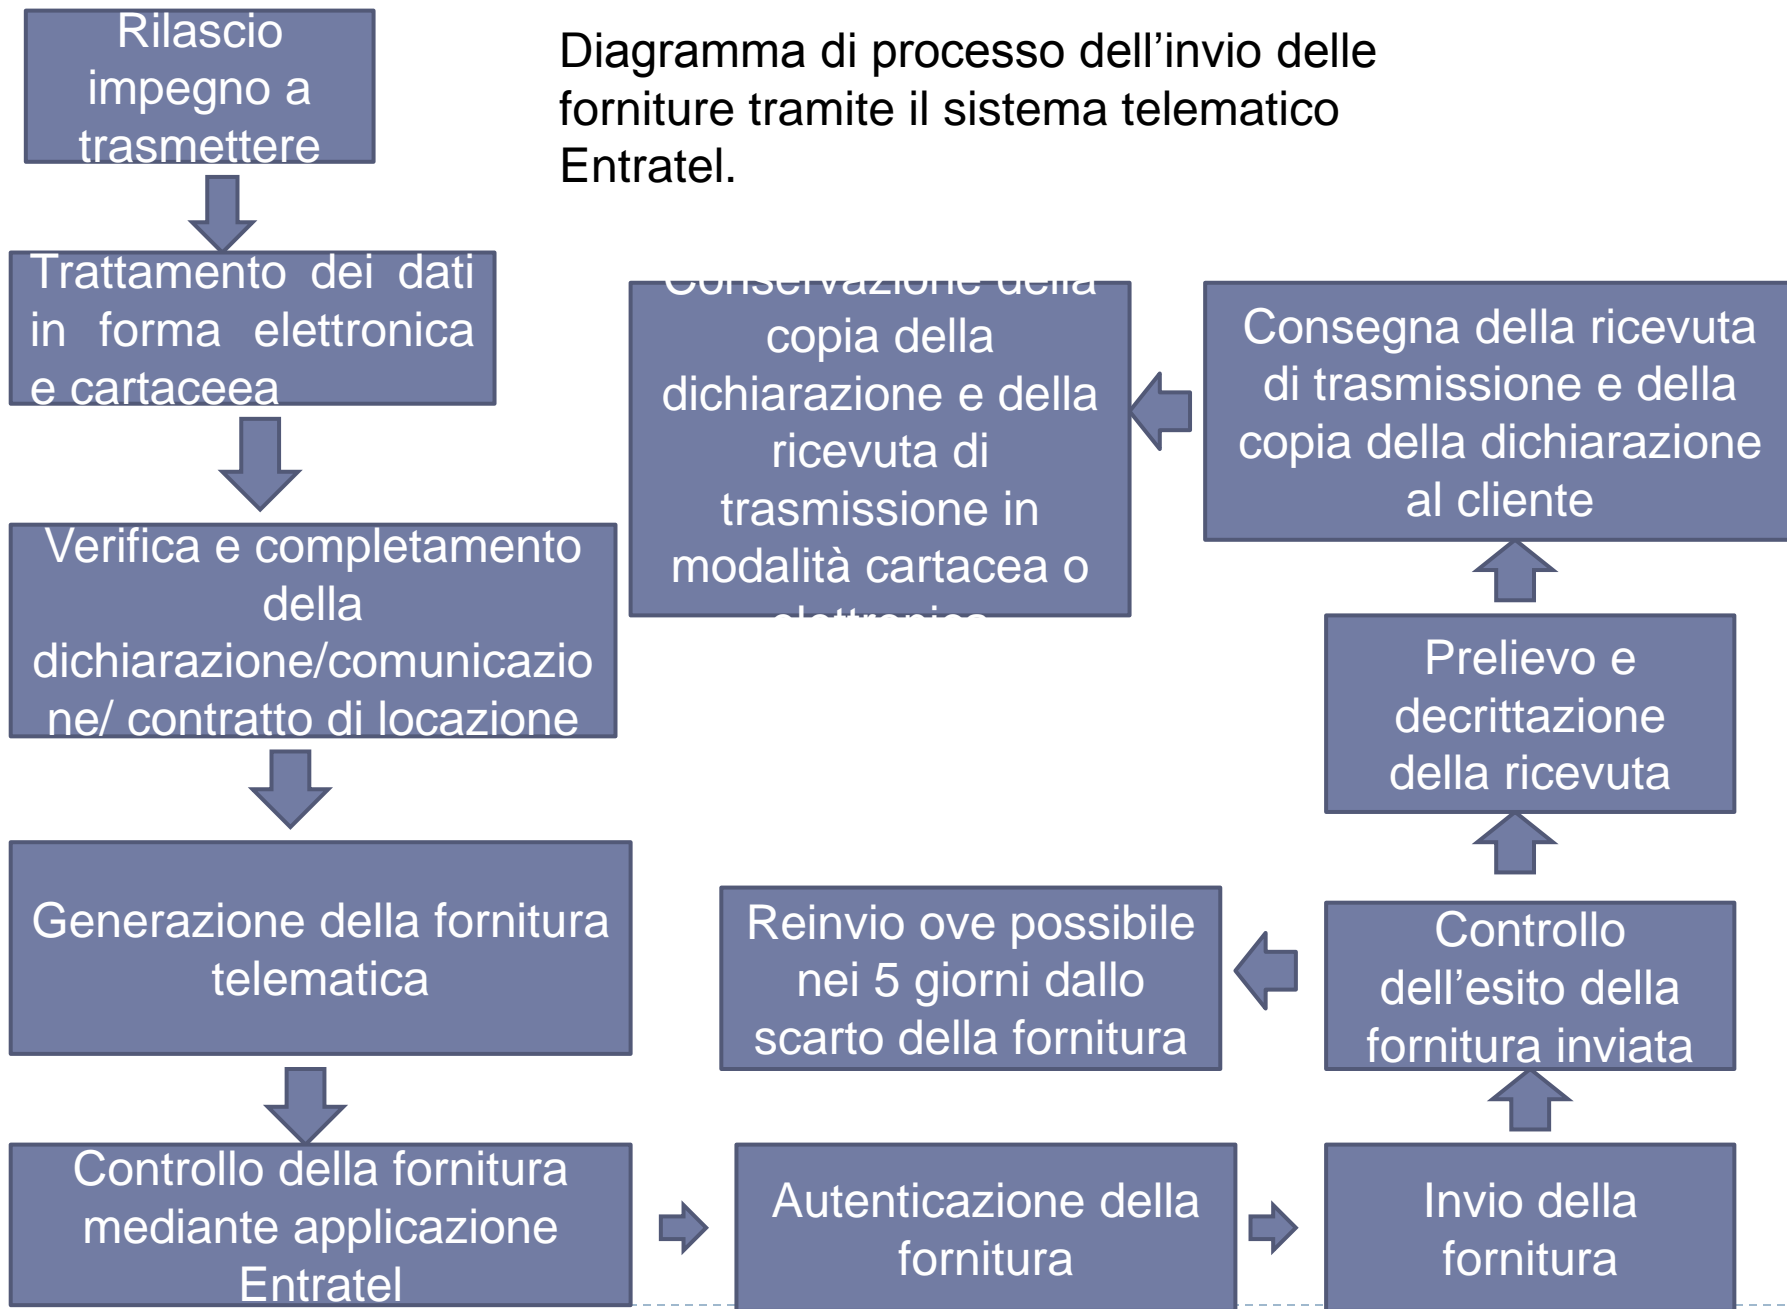 Rilascio
impegno a
trasmettere
Diagramma di processo dell’invio delle
forniture tramite il sistema telematico
Entratel.
Trattamento dei dati
in forma elettronica
e cartaceea
Verifica e completamento
della
dichiarazione/comunicazio
ne/ contratto di locazione
Generazione della fornitura
telematica
Controllo della fornitura
mediante applicazione
Entratel
Autenticazione della
fornitura
Invio della
fornitura
Controllo
dell’esito della
fornitura inviata
Reinvio ove possibile
nei 5 giorni dallo
scarto della fornitura
Prelievo e
decrittazione
della ricevuta
Consegna della ricevuta
di trasmissione e della
copia della dichiarazione
al cliente
Conservazione della
copia della
dichiarazione e della
ricevuta di
trasmissione in
modalità cartacea o
elettronica